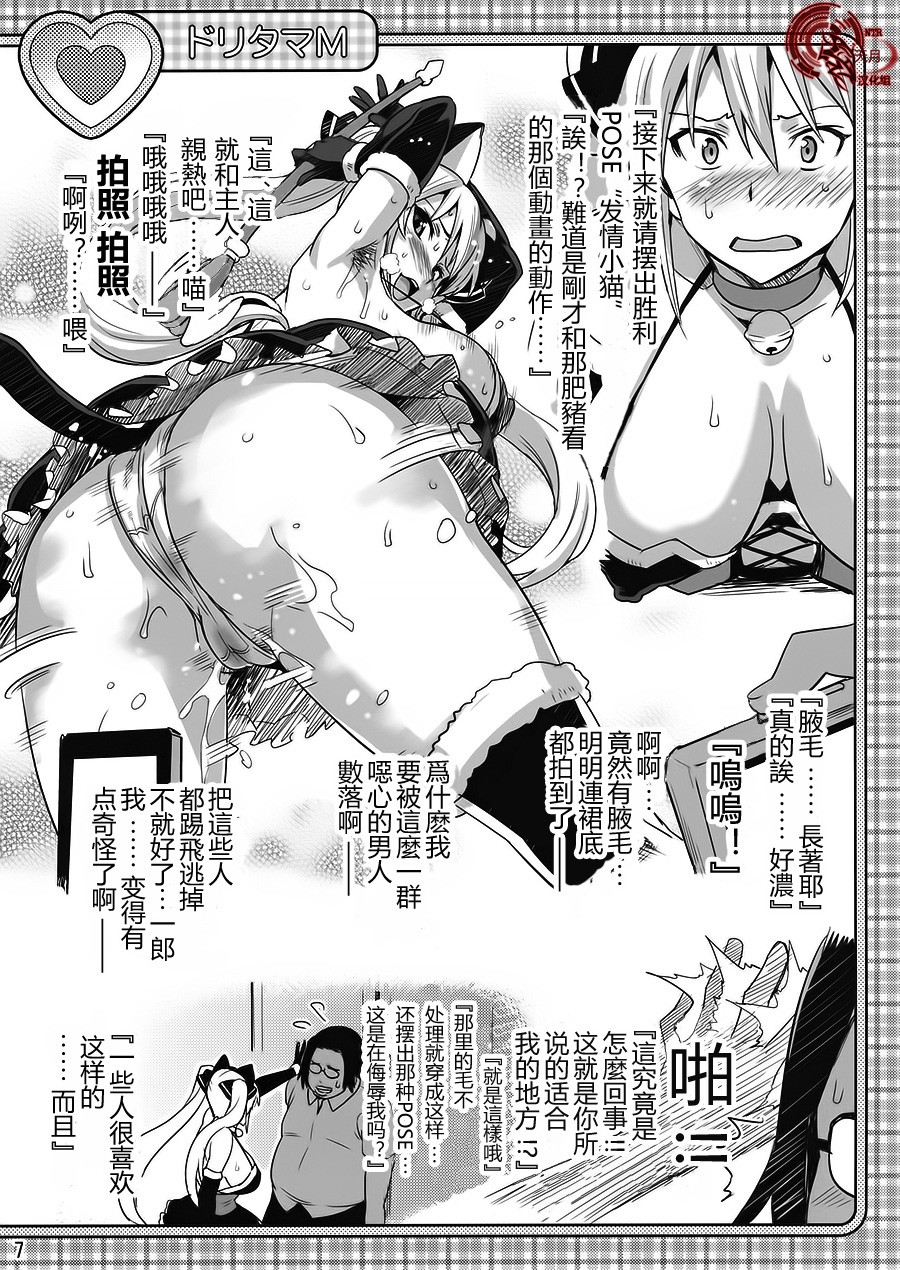 ドリタマM
NTR
天月
汉化组
『接下来就请摆出胜利
POSE“发情小猫”
『誒！？難道是剛才和那肥豬看
的那個動畫的動作……』
『這、這
就和主人
親熱吧……喵』
『哦哦哦哦——』
拍照 拍照
『啊咧？……喂』
『腋毛……長著耶』
『真的誒……好濃』
『嗚嗚！』
啊啊……
竟然有腋毛…
明明連裙底
都拍到了——
爲什麽我
要被這麼一群
噁心的男人
數落啊——
把這些人
都踢飛逃掉
不就好了…一郎
我……变得有
点奇怪了啊——
啪!!
『這究竟是
怎麼回事!!
这就是你所
说的适合
我的地方!?』
『就是這樣哦』
『那里的毛不
处理就穿成这样…
还摆出那种POSE…
这是在侮辱我吗？』
『一些人很喜欢
这样的
……而且』
7